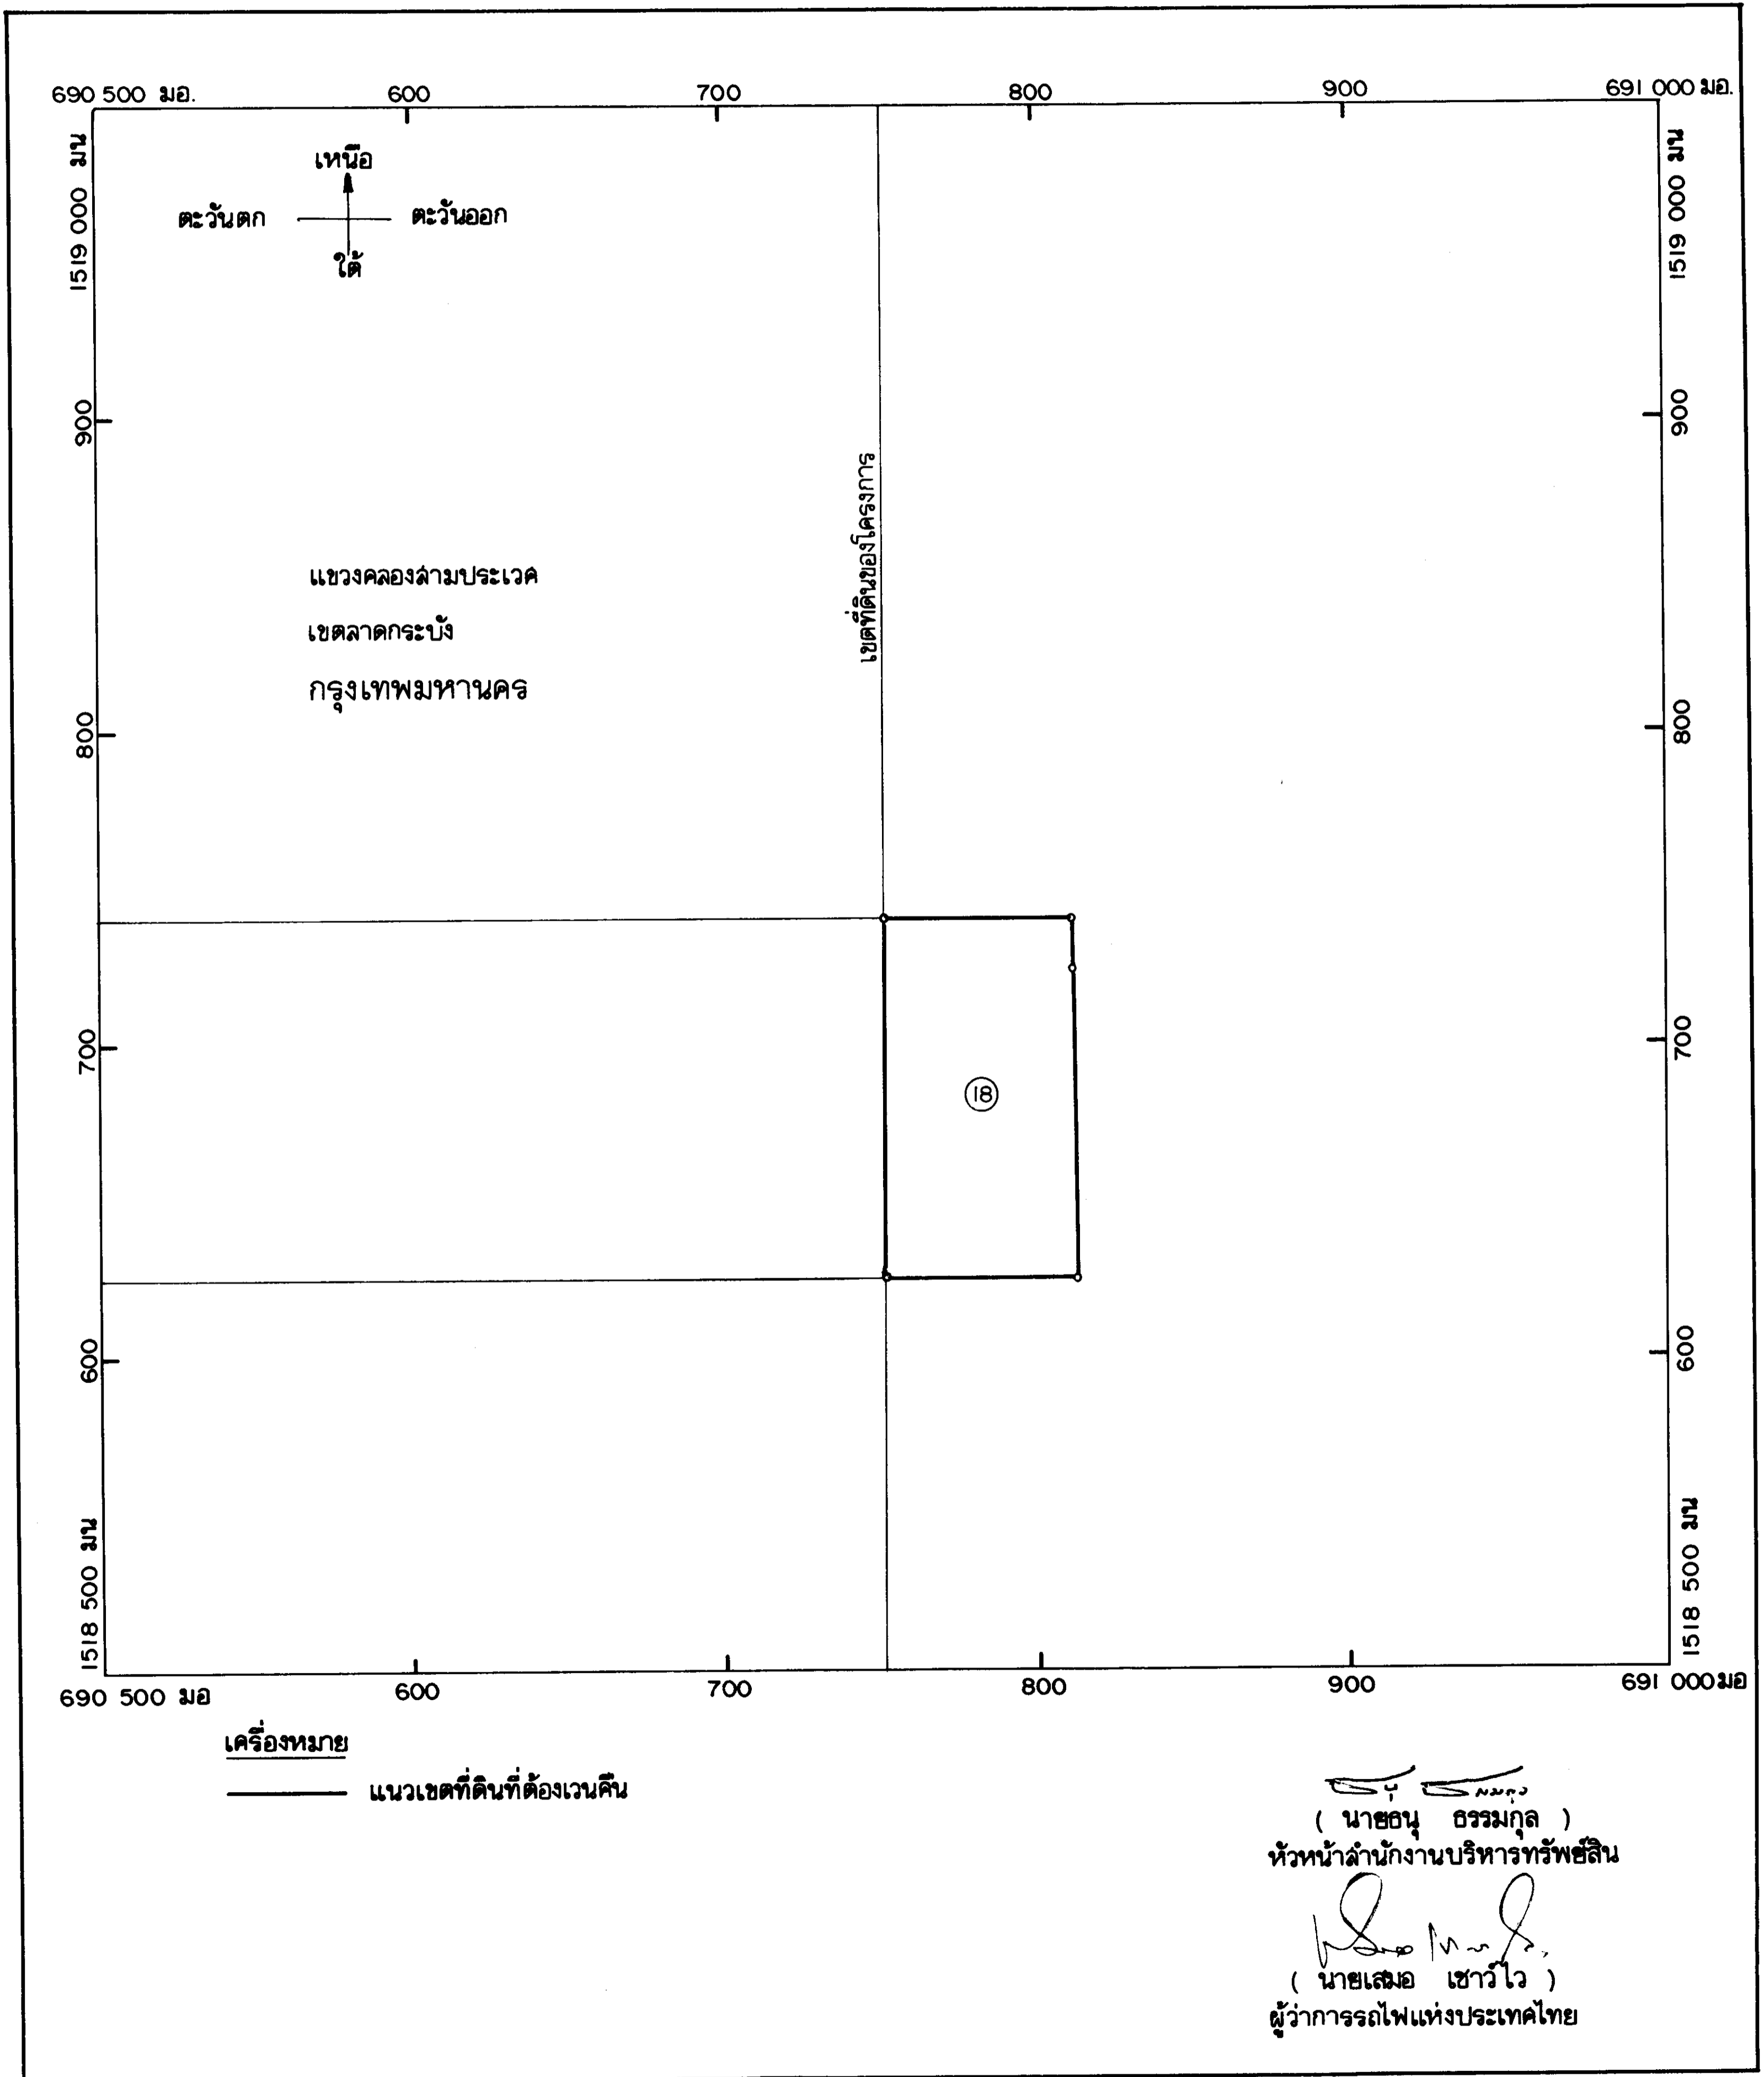 690 500 มอ. 600 700 800 900 691 000 มอ.
1519 000 มน
1519 000 มน
เหนือ
ตะวันตก ตะวันออก
ใต้
900
900
เขตที่ดินของโครงการ
แขวงคลองสามประเวศ
เขตลาดกระบัง
กรุงเทพมหานคร
800
800
700
700
18
600
600
1518 500 มน
1518 500 มน
690 500 มอ 600 700 800 900 691 000 มอ
เครื่องหมาย
แนวเขตที่ดินที่ต้องเวนคืน
( นายธนุ ธรรมกุล )
หัวหน้าสำนักงานบริหารทรัพย์สิน
( นายเสมอ เชาว์ไว )
ผู้ว่าการรถไฟแห่งประเทศไทย